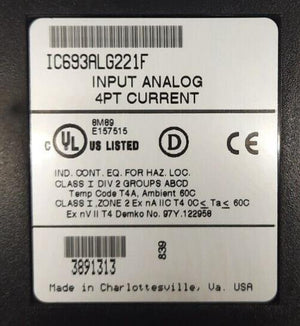 IC693ALG221F
INPUT ANALOG
4PT CURRENT
8M89
E157515
C UL US LISTED D
IND. CONT. EQ. FOR HAZ. LOC.
CLASS I DIV 2 GROUPS ABCD
Temp Code T4A, Ambient 60C
CLASS I, ZONE 2 Ex nA IIC T4 0C≤ Ta≤ 60C
Ex nV II T4 Demko No. 97Y.122958
3891313
839
Made in Charlottesville, Va. USA